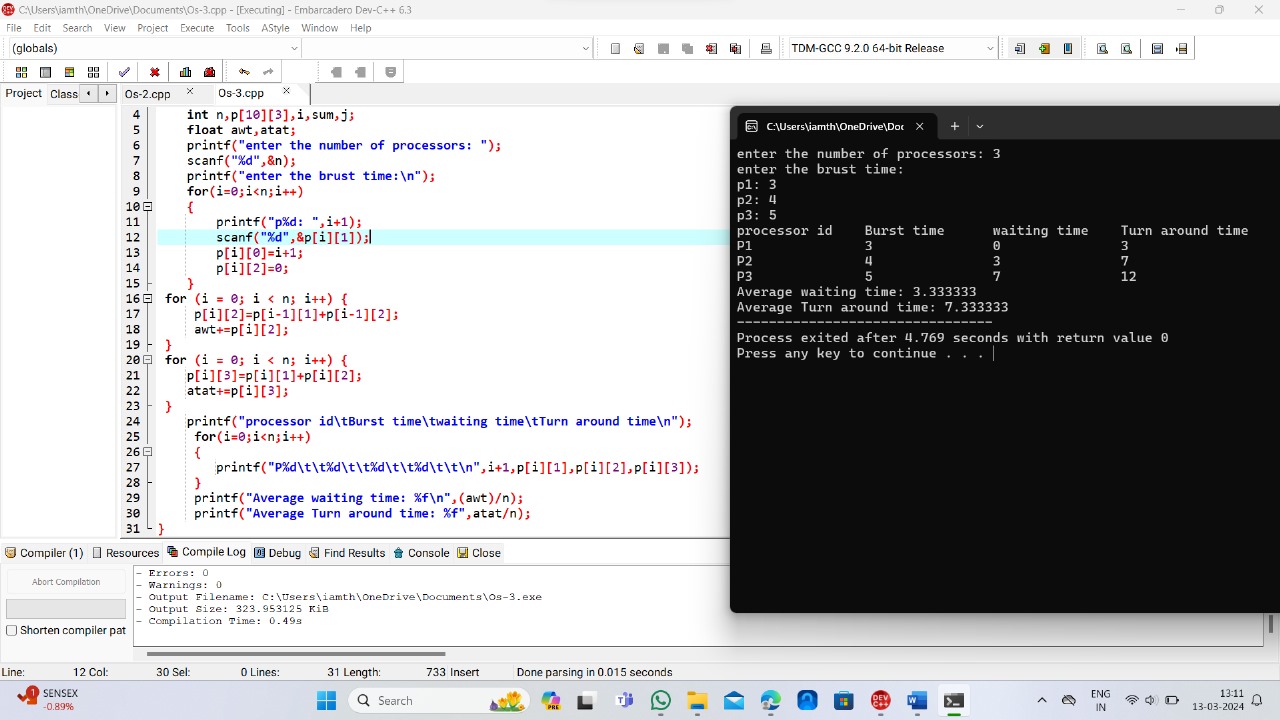 C:\Users\iamth\OneDrive\Documents\Os-3.cpp - [Executing] - Embarcadero Dev-C++ 6.3
File Edit Search View Project Execute Tools AStyle Window Help
(globals)
TDM-GCC 9.2.0 64-bit Release
Project Class
Os-2.cpp
Os-3.cpp
4 int n,p[10][3],i,sum,j;
5 float awt,atat;
6 printf("enter the number of processors: ");
7 scanf("%d",&n);
8 printf("enter the brust time:\n");
9 for(i=0;i<n;i++)
10 {
11 printf("p%d: ",i+1);
12 scanf("%d",&p[i][1]);
13 p[i][0]=i+1;
14 p[i][2]=0;
15 }
16 for (i = 0; i < n; i++) {
17 p[i][2]=p[i-1][1]+p[i-1][2];
18 awt+=p[i][2];
19 }
20 for (i = 0; i < n; i++) {
21 p[i][3]=p[i][1]+p[i][2];
22 atat+=p[i][3];
23 }
24 printf("processor id\tBurst time\twaiting time\tTurn around time\n");
25 for(i=0;i<n;i++)
26 {
27 printf("P%d\t\t%d\t\t%d\t\t%d\t\t\n",i+1,p[i][1],p[i][2],p[i][3]);
28 }
29 printf("Average waiting time: %f\n",(awt)/n);
30 printf("Average Turn around time: %f",atat/n);
31 }
C:\Users\iamth\OneDrive\Doc
enter the number of processors: 3
enter the brust time:
p1: 3
p2: 4
p3: 5
processor id Burst time waiting time Turn around time
P1 3 0 3
P2 4 3 7
P3 5 7 12
Average waiting time: 3.333333
Average Turn around time: 7.333333
--------------------------------
Process exited after 4.769 seconds with return value 0
Press any key to continue . . .
Compiler (1) Resources Compile Log Debug Find Results Console Close
Abort Compilation
Shorten compiler pat
- Errors: 0
- Warnings: 0
- Output Filename: C:\Users\iamth\OneDrive\Documents\Os-3.exe
- Output Size: 323.953125 KiB
- Compilation Time: 0.49s
Line: 12 Col: 30 Sel: 0 Lines: 31 Length: 733 Insert Done parsing in 0.015 seconds
1
SENSEX
-0.89%
Search
PRE
DEV C++
ENG
IN
13:11
13-03-2024